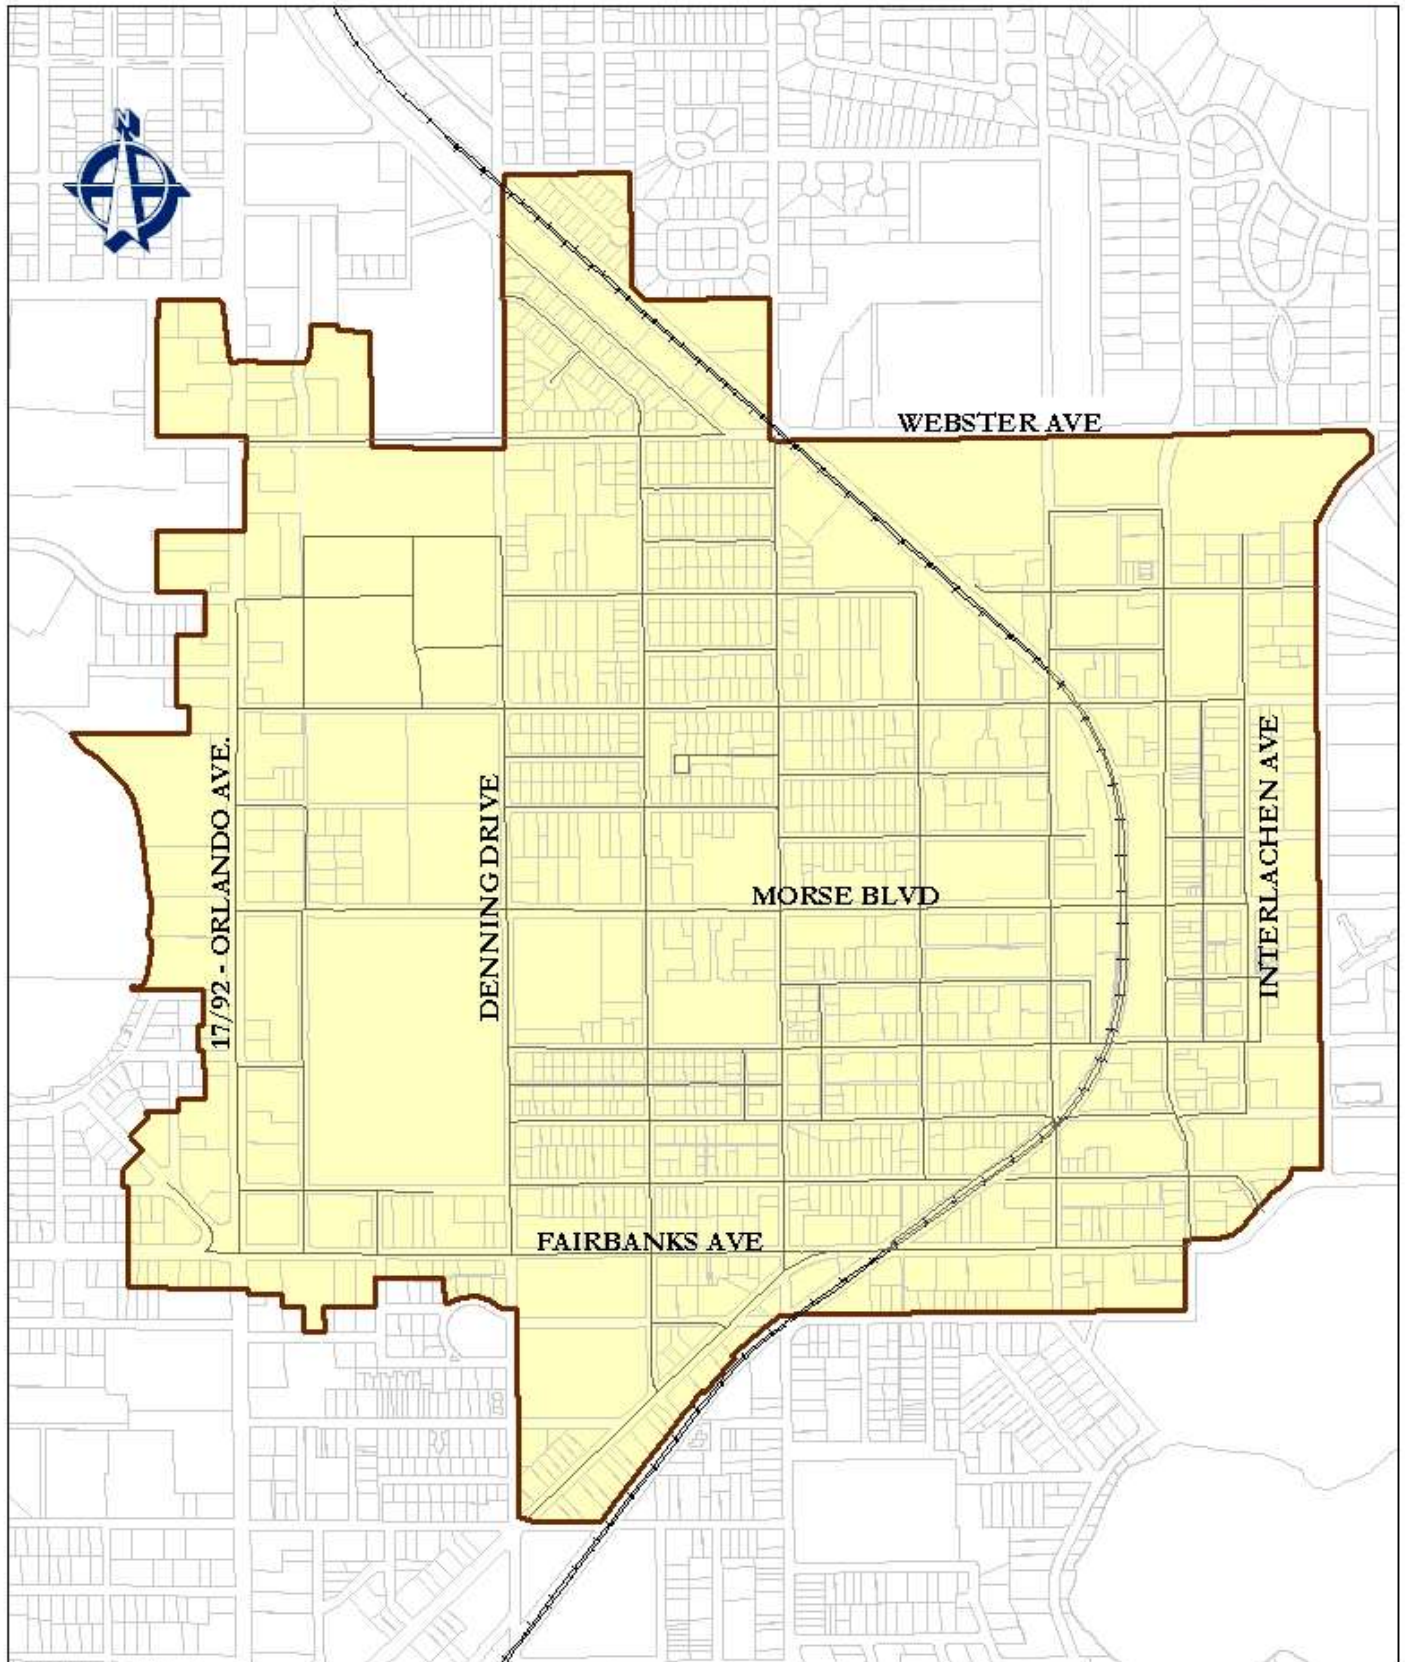 N
WEBSTER AVE
17/92 - ORLANDO AVE.
DENNING DRIVE
MORSE BLVD
INTERLACHEN AVE
FAIRBANKS AVE